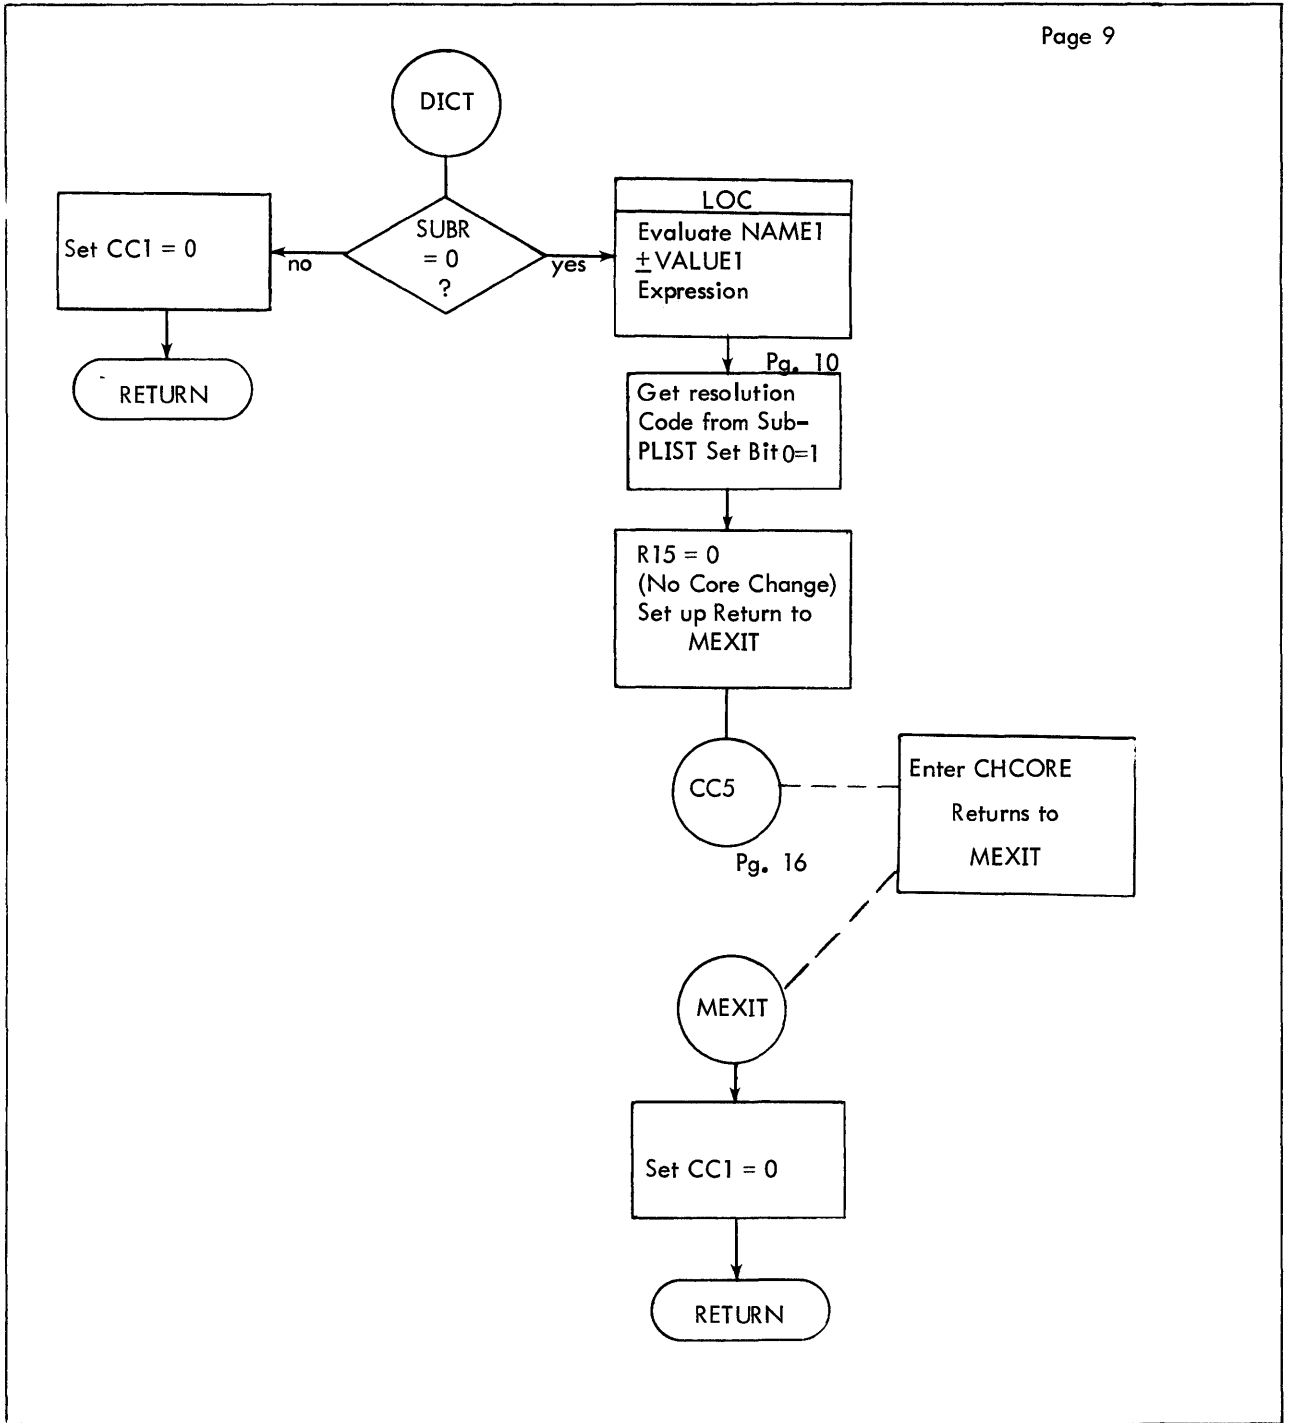 Page 9
DICT
SUBR
= 0
?
no
yes
Set CC1 = 0
RETURN
LOC
Evaluate NAME1
±VALUE1
Expression
Pg. 10
Get resolution
Code from Sub-
PLIST Set Bit 0=1
R15 = 0
(No Core Change)
Set up Return to
MEXIT
CC5
Pg. 16
Enter CHCORE
Returns to
MEXIT
MEXIT
Set CC1 = 0
RETURN